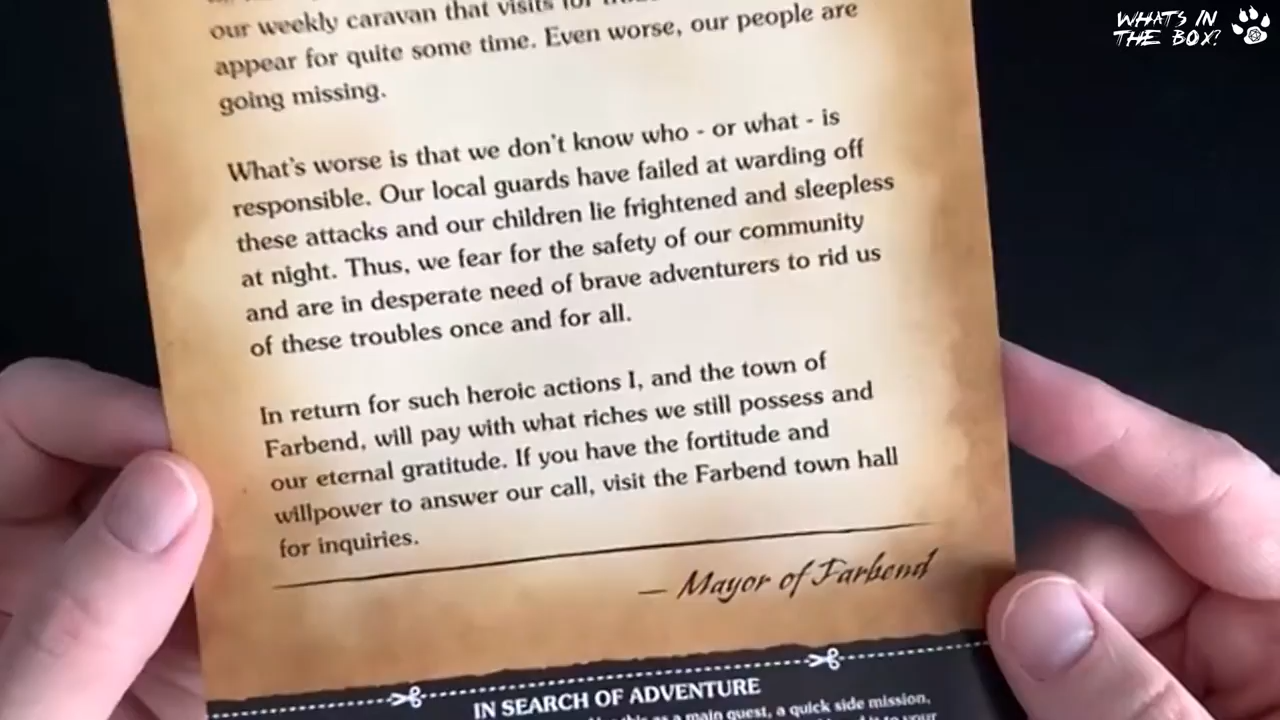 WHATS IN
THE BOX?
our weekly caravan that visits for
appear for quite some time. Even worse, our people are
going missing.
What's worse is that we don't know who - or what - is
responsible. Our local guards have failed at warding off
these attacks and our children lie frightened and sleepless
at night. Thus, we fear for the safety of our community
and are in desperate need of brave adventurers to rid us
of these troubles once and for all.
In return for such heroic actions I, and the town of
Farbend, will pay with what riches we still possess and
our eternal gratitude. If you have the fortitude and
willpower to answer our call, visit the Farbend town hall
for inquiries.
— Mayor of Farbend
IN SEARCH OF ADVENTURE
as a main quest, a quick side mission,